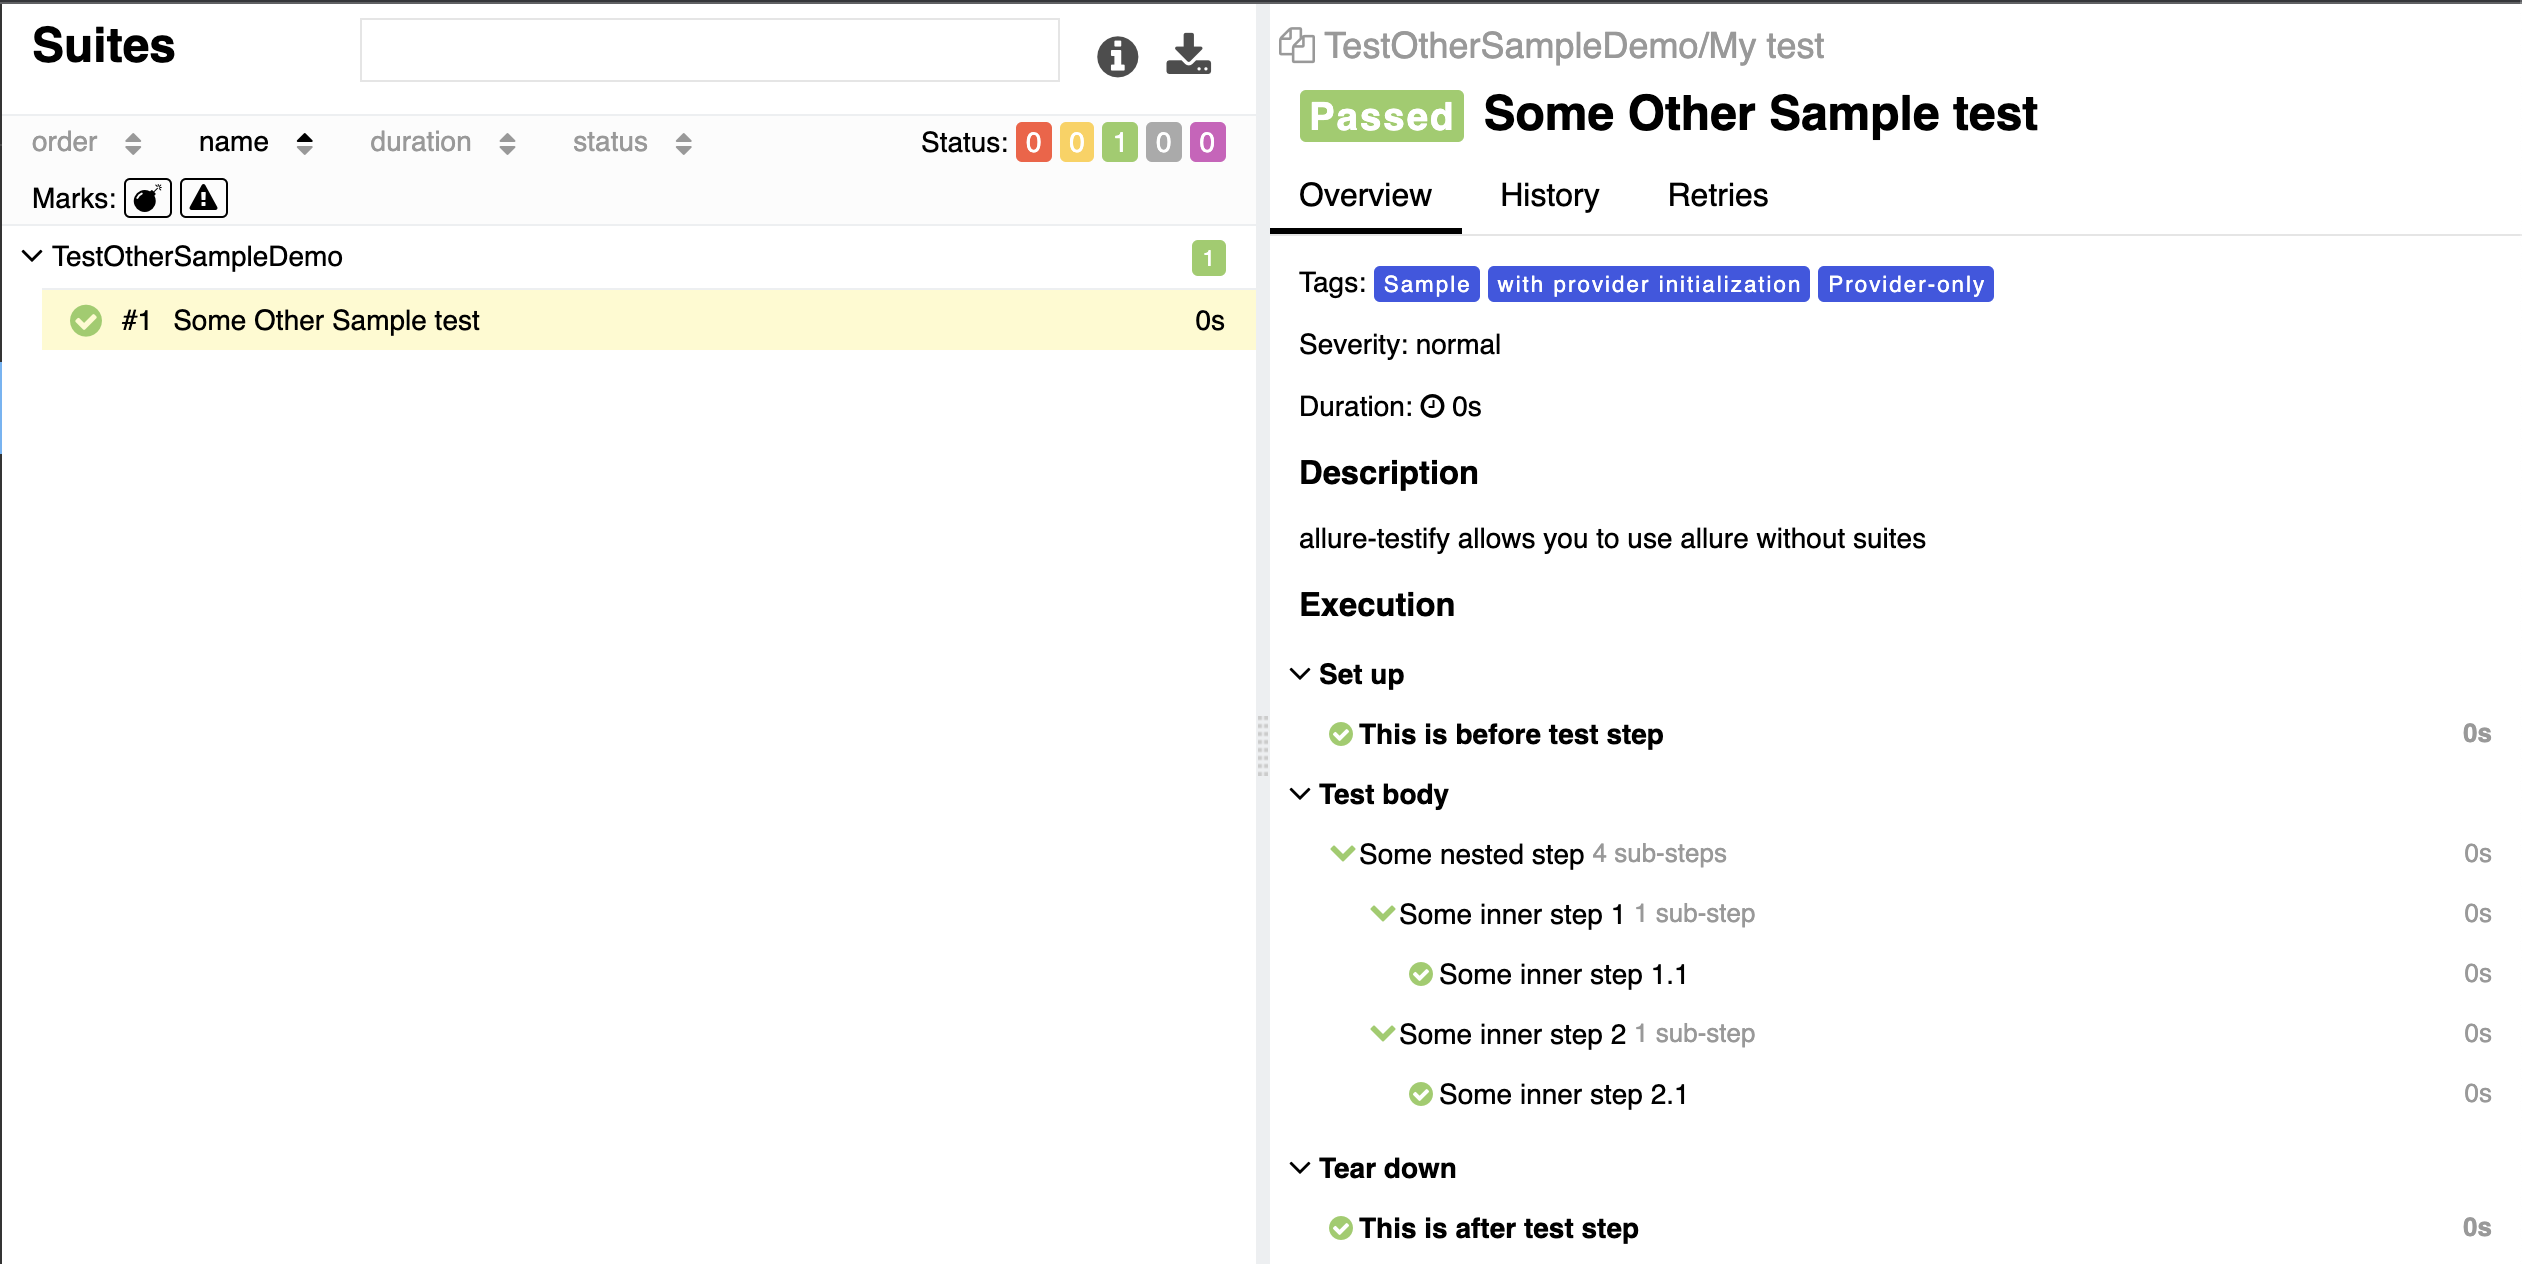 Suites
order name duration status Status: 0 0 1 0 0
Marks:
TestOtherSampleDemo 1
#1 Some Other Sample test 0s
TestOtherSampleDemo/My test
Passed Some Other Sample test
Overview History Retries
Tags: Sample with provider initialization Provider-only
Severity: normal
Duration: 0s
Description
allure-testify allows you to use allure without suites
Execution
Set up
This is before test step 0s
Test body
Some nested step 4 sub-steps 0s
Some inner step 1 1 sub-step 0s
Some inner step 1.1 0s
Some inner step 2 1 sub-step 0s
Some inner step 2.1 0s
Tear down
This is after test step 0s